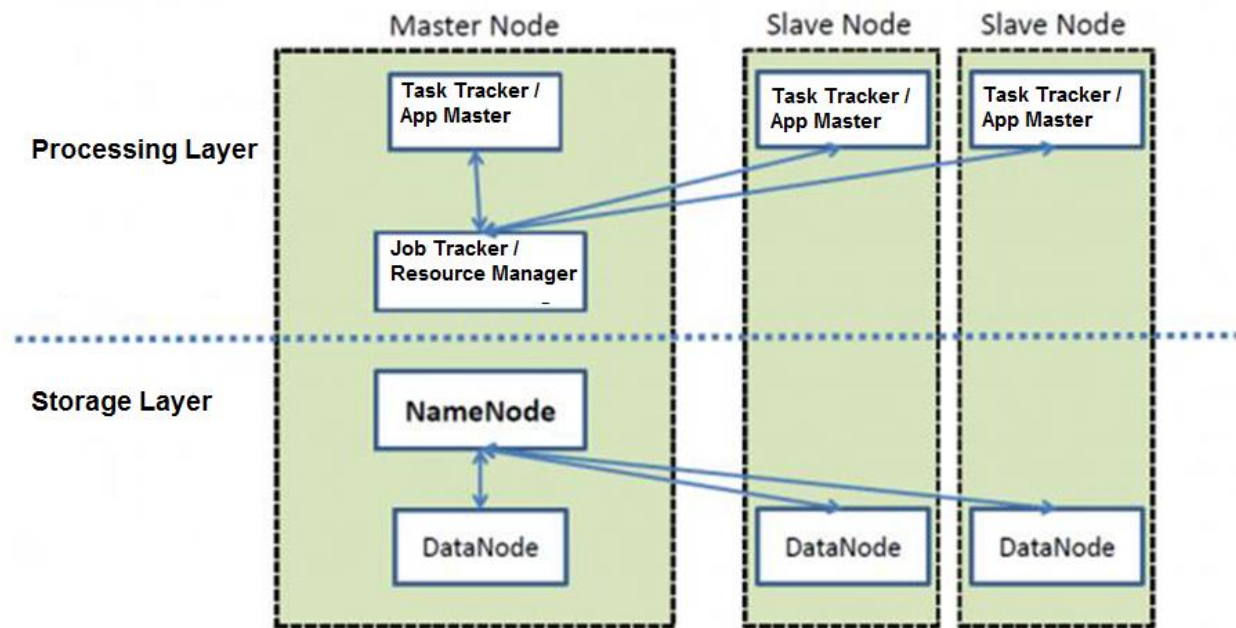 Master Node
Slave Node
Slave Node
Task Tracker /
App Master
Task Tracker /
App Master
Task Tracker /
App Master
Processing Layer
Job Tracker /
Resource Manager
Storage Layer
NameNode
DataNode
DataNode
DataNode